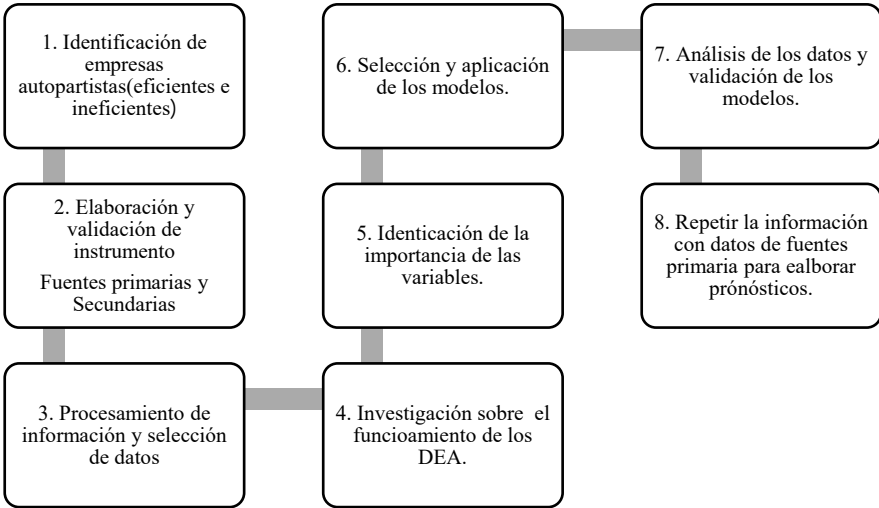 1. Identificación de
empresas
autopartistas(eficientes e
ineficientes)
2. Elaboración y
validación de
instrumento
Fuentes primarias y
Secundarias
3. Procesamiento de
información y selección
de datos
4. Investigación sobre el
funcioamiento de los
DEA.
5. Identicación de la
importancia de las
variables.
6. Selección y aplicación
de los modelos.
7. Análisis de los datos y
validación de los
modelos.
8. Repetir la información
con datos de fuentes
primaria para ealborar
prónósticos.